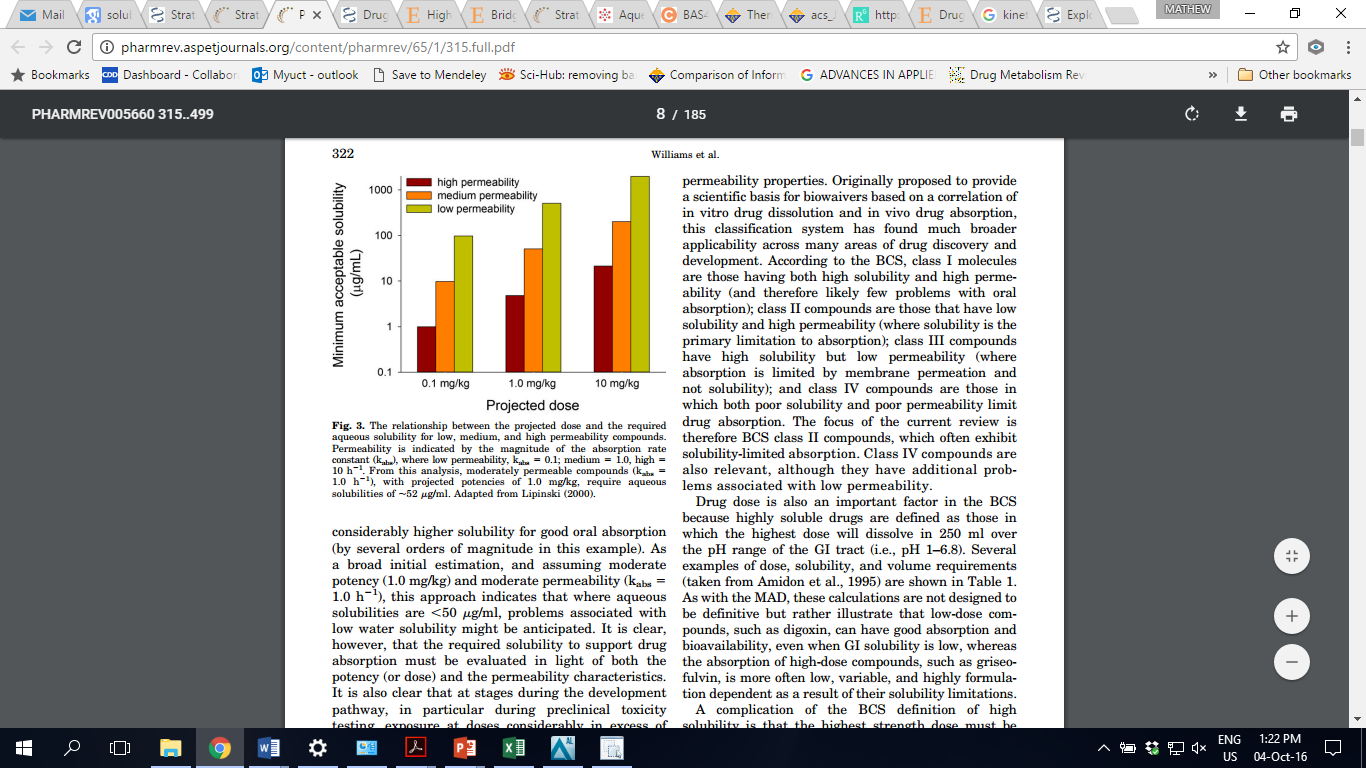 MATHEW
Mail
solul
Strat
Strat
P
Drug
High
Bridg
Strat
Aque
BAS4
Ther
acs_
http:
Drug
kinet
Explo
pharmrev.aspetjournals.org/content/pharmrev/65/1/315.full.pdf
Bookmarks
Dashboard - Collabor
Myuct - outlook
Save to Mendeley
Sci-Hub: removing ba
Comparison of Inform
ADVANCES IN APPLIE
Drug Metabolism Rev
»
Other bookmarks
PHARMREV005660 315..499
8 / 185
322
Williams et al.
Minimum acceptable solubility
(μg/mL)
1000
100
10
1
0.1
high permeability
medium permeability
low permeability
0.1 mg/kg
1.0 mg/kg
10 mg/kg
Projected dose
Fig. 3. The relationship between the projected dose and the required
aqueous solubility for low, medium, and high permeability compounds.
Permeability is indicated by the magnitude of the absorption rate
constant (kabs), where low permeability, kabs = 0.1; medium = 1.0, high =
10 h⁻¹. From this analysis, moderately permeable compounds (kabs =
1.0 h⁻¹), with projected potencies of 1.0 mg/kg, require aqueous
solubilities of ~52 μg/ml. Adapted from Lipinski (2000).
considerably higher solubility for good oral absorption
(by several orders of magnitude in this example). As
a broad initial estimation, and assuming moderate
potency (1.0 mg/kg) and moderate permeability (kabs =
1.0 h⁻¹), this approach indicates that where aqueous
solubilities are <50 μg/ml, problems associated with
low water solubility might be anticipated. It is clear,
however, that the required solubility to support drug
absorption must be evaluated in light of both the
potency (or dose) and the permeability characteristics.
It is also clear that at stages during the development
pathway, in particular during preclinical toxicity
testing, exposure at doses considerably in excess of
permeability properties. Originally proposed to provide
a scientific basis for biowaivers based on a correlation of
in vitro drug dissolution and in vivo drug absorption,
this classification system has found much broader
applicability across many areas of drug discovery and
development. According to the BCS, class I molecules
are those having both high solubility and high perme-
ability (and therefore likely few problems with oral
absorption); class II compounds are those that have low
solubility and high permeability (where solubility is the
primary limitation to absorption); class III compounds
have high solubility but low permeability (where
absorption is limited by membrane permeation and
not solubility); and class IV compounds are those in
which both poor solubility and poor permeability limit
drug absorption. The focus of the current review is
therefore BCS class II compounds, which often exhibit
solubility-limited absorption. Class IV compounds are
also relevant, although they have additional prob-
lems associated with low permeability.
Drug dose is also an important factor in the BCS
because highly soluble drugs are defined as those in
which the highest dose will dissolve in 250 ml over
the pH range of the GI tract (i.e., pH 1–6.8). Several
examples of dose, solubility, and volume requirements
(taken from Amidon et al., 1995) are shown in Table 1.
As with the MAD, these calculations are not designed to
be definitive but rather illustrate that low-dose com-
pounds, such as digoxin, can have good absorption and
bioavailability, even when GI solubility is low, whereas
the absorption of high-dose compounds, such as griseo-
fulvin, is more often low, variable, and highly formula-
tion dependent as a result of their solubility limitations.
A complication of the BCS definition of high
solubility is that the highest strength dose must be
ENG
US
1:22 PM
04-Oct-16